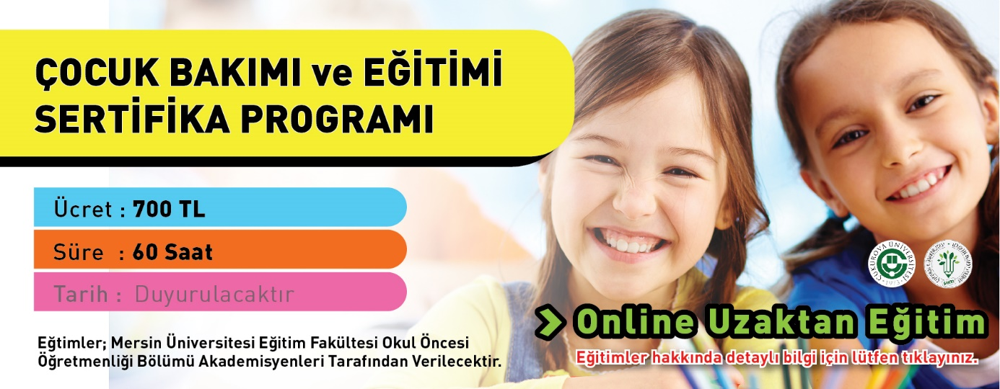 ÇOCUK BAKIMI ve EĞİTİMİ
SERTİFİKA PROGRAMI
Ücret : 700 TL
Süre : 60 Saat
Tarih : Duyurulacaktır
Eğtimler; Mersin Üniversitesi Eğitim Fakültesi Okul Öncesi
Öğretmenliği Bölümü Akademisyenleri Tarafından Verilecektir.
ÇUKUROVA ÜNİVERSİTESİ
1973
Online Uzaktan Eğitim
Eğitimler hakkında detaylı bilgi için lütfen tıklayınız.